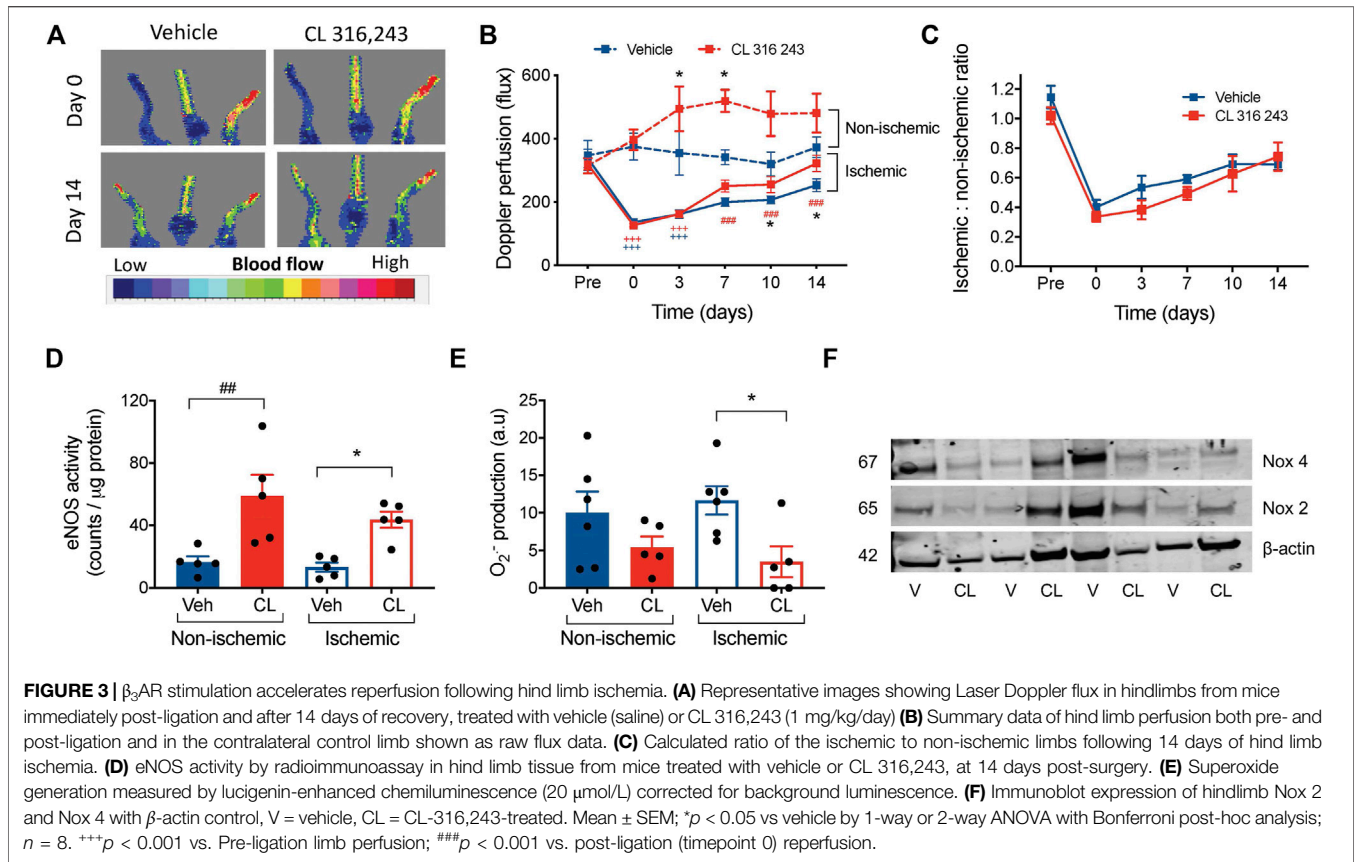 A
Vehicle
CL 316,243
Day 0
Day 14
Low Blood flow High
B
Vehicle CL 316 243
Doppler perfusion (flux)
600
400
200
0
* *
Non-ischemic
Ischemic
+++
+++
+++
+++
###
###
*
###
*
Pre 0 3 7 10 14
Time (days)
C
Ischemic : non-ischemic ratio
1.2
1.0
0.8
0.6
0.4
0.2
0.0
Vehicle
CL 316 243
Pre 0 3 7 10 14
Time (days)
D
eNOS activity
(counts / μg protein)
120
80
40
0
##
*
Veh CL Veh CL
Non-ischemic Ischemic
E
O2·- production (a.u)
25
20
15
10
5
0
*
Veh CL Veh CL
Non-ischemic Ischemic
F
67 Nox 4
65 Nox 2
42 β-actin
V CL V CL V CL V CL
FIGURE 3 | β3AR stimulation accelerates reperfusion following hind limb ischemia. (A) Representative images showing Laser Doppler flux in hindlimbs from mice
immediately post-ligation and after 14 days of recovery, treated with vehicle (saline) or CL 316,243 (1 mg/kg/day) (B) Summary data of hind limb perfusion both pre- and
post-ligation and in the contralateral control limb shown as raw flux data. (C) Calculated ratio of the ischemic to non-ischemic limbs following 14 days of hind limb
ischemia. (D) eNOS activity by radioimmunoassay in hind limb tissue from mice treated with vehicle or CL 316,243, at 14 days post-surgery. (E) Superoxide
generation measured by lucigenin-enhanced chemiluminescence (20 μmol/L) corrected for background luminescence. (F) Immunoblot expression of hindlimb Nox 2
and Nox 4 with β-actin control, V = vehicle, CL = CL-316,243-treated. Mean ± SEM; *p < 0.05 vs vehicle by 1-way or 2-way ANOVA with Bonferroni post-hoc analysis;
n = 8. +++p < 0.001 vs. Pre-ligation limb perfusion; ###p < 0.001 vs. post-ligation (timepoint 0) reperfusion.